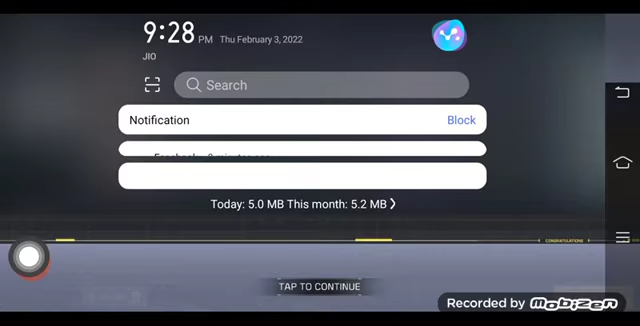 9:28 PM Thu February 3, 2022
JIO
Search
Notification Block
Today: 5.0 MB This month: 5.2 MB
CONGRATULATIONS
TAP TO CONTINUE
Recorded by MOBIZEN